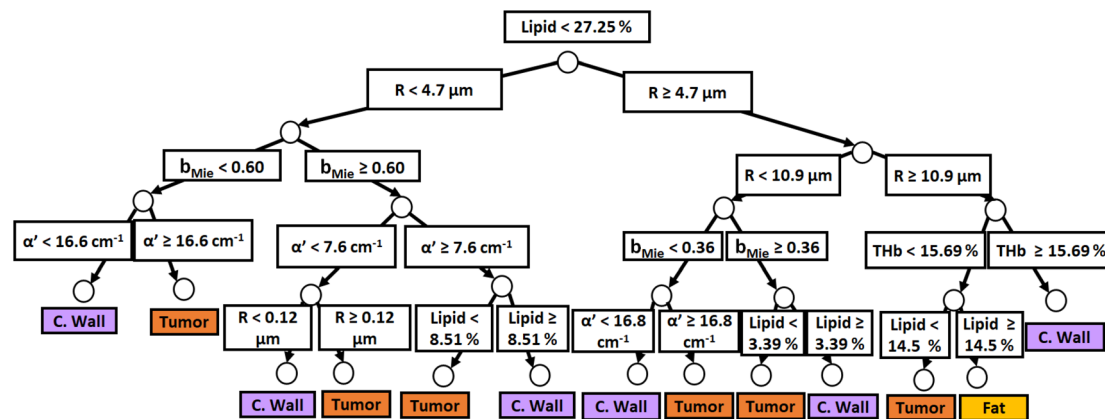 Lipid < 27.25 %
R < 4.7 µm
R ≥ 4.7 µm
bMie < 0.60
bMie ≥ 0.60
R < 10.9 µm
R ≥ 10.9 µm
α’ < 16.6 cm-1
α’ ≥ 16.6 cm-1
α’ < 7.6 cm-1
α’ ≥ 7.6 cm-1
bMie < 0.36
bMie ≥ 0.36
THb < 15.69 %
THb ≥ 15.69 %
C. Wall
Tumor
R < 0.12
µm
R ≥ 0.12
µm
Lipid <
8.51 %
Lipid ≥
8.51 %
α’ < 16.8
cm-1
α’ ≥ 16.8
cm-1
Lipid <
3.39 %
Lipid ≥
3.39 %
Lipid <
14.5 %
Lipid ≥
14.5 %
C. Wall
C. Wall
Tumor
Tumor
C. Wall
C. Wall
Tumor
Tumor
C. Wall
Tumor
Fat